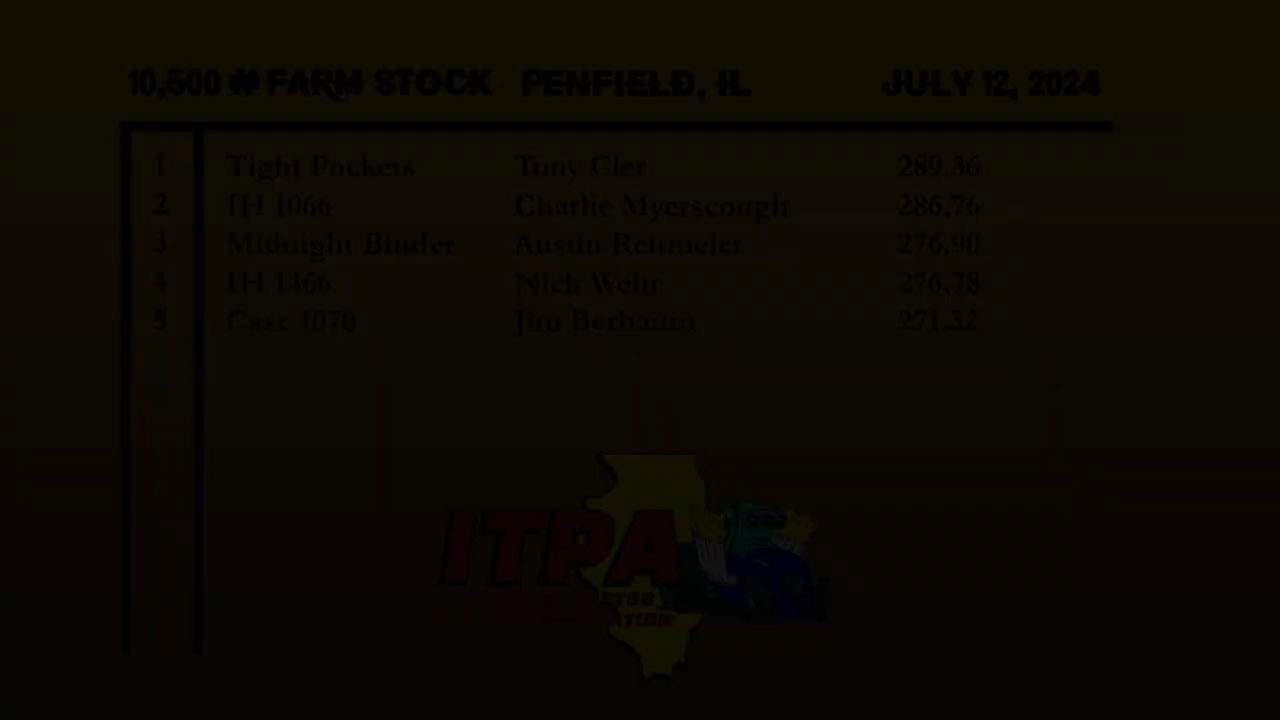 10,500 # FARM STOCK PENFIELD, IL JULY 12, 2024
1 Tight Pockets Tony Cler 289.36
2 IH 1066 Charlie Myerscough 286.76
3 Midnight Binder Austin Reitmeier 276.90
4 IH 1466 Nick Wehr 276.78
5 Case 1070 Jim Berbaum 271.32
ITPA